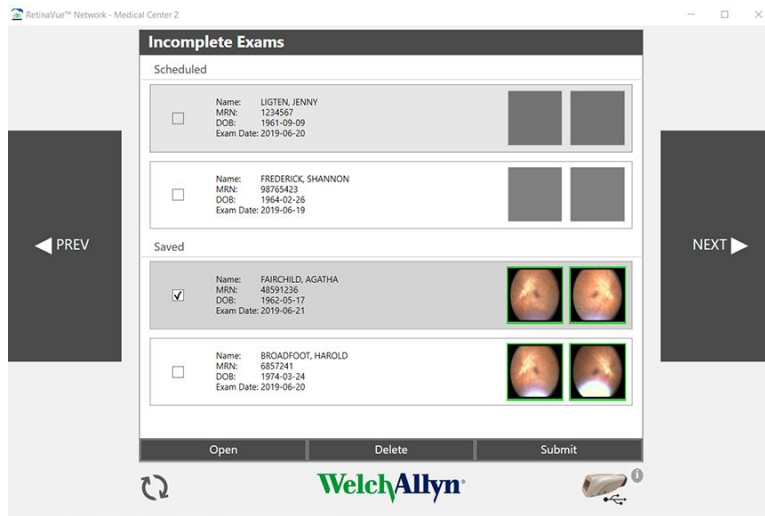 RetinaVue™ Network - Medical Center 2
Incomplete Exams
Scheduled
Name: LIGTEN, JENNY
MRN: 1234567
DOB: 1961-09-09
Exam Date: 2019-06-20
Name: FREDERICK, SHANNON
MRN: 98765423
DOB: 1964-02-26
Exam Date: 2019-06-19
PREV
NEXT
Saved
Name: FAIRCHILD, AGATHA
MRN: 48591236
DOB: 1962-05-17
Exam Date: 2019-06-21
Name: BROADFOOT, HAROLD
MRN: 6857241
DOB: 1974-03-24
Exam Date: 2019-06-20
Open Delete Submit
WelchAllyn®
i